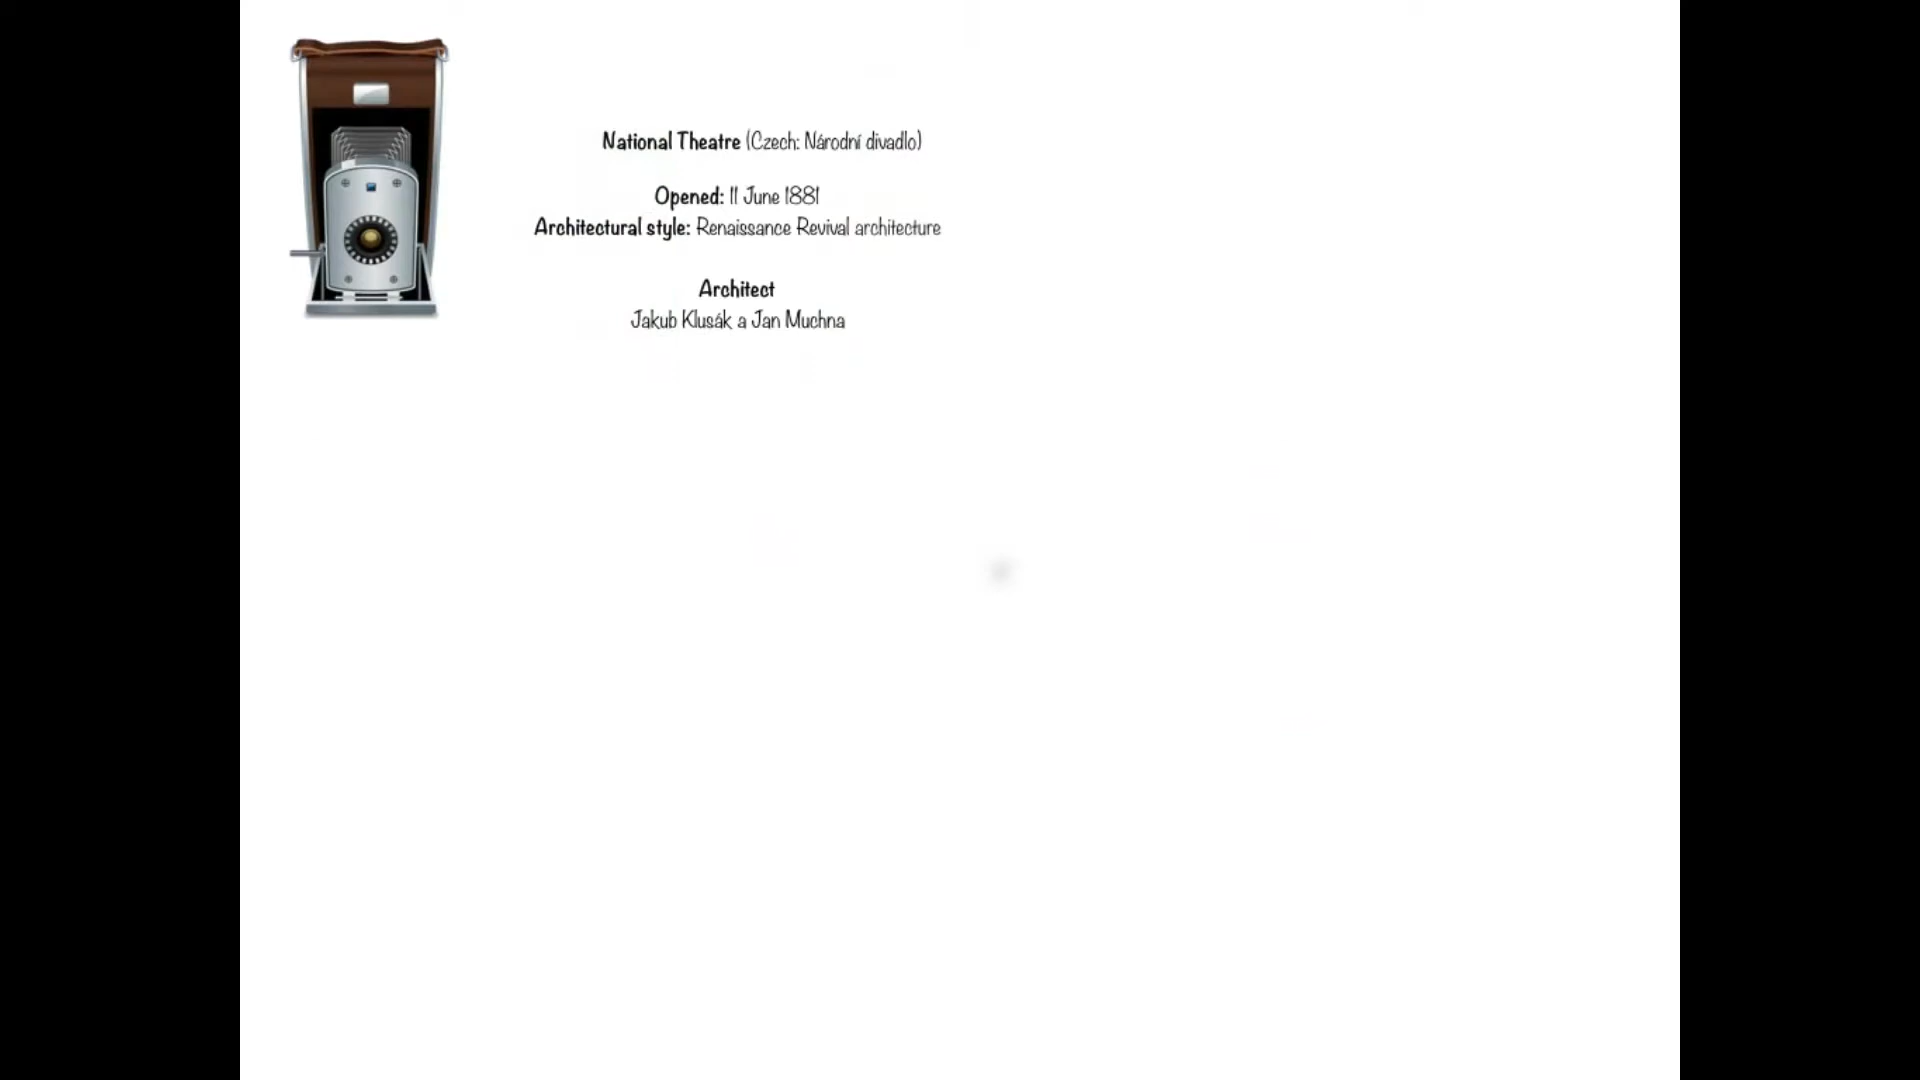 National Theatre (Czech: Národní divadlo)
Opened: 11 June 1881
Architectural style: Renaissance Revival architecture
Architect
Jakub Klusák a Jan Muchna